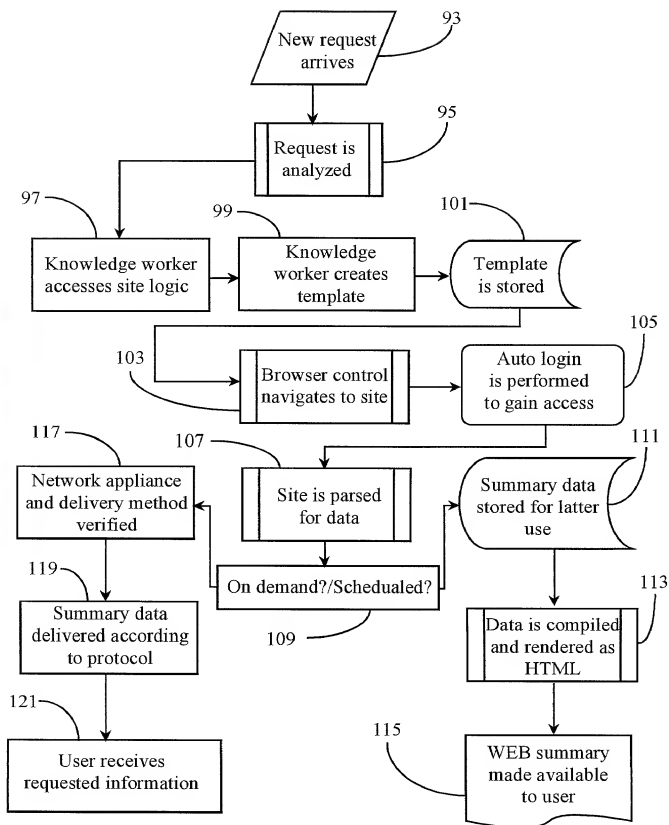 93
New request
arrives
95
Request is
analyzed
97
99
101
Knowledge worker
accesses site logic
Knowledge
worker creates
template
Template
is stored
103
Browser control
navigates to site
105
Auto login
is performed
to gain access
117
107
111
Network appliance
and delivery method
verified
Site is parsed
for data
Summary data
stored for latter
use
On demand?/Schedualed?
109
119
Summary data
delivered according
to protocol
113
Data is compiled
and rendered as
HTML
121
User receives
requested information
115
WEB summary
made available
to user